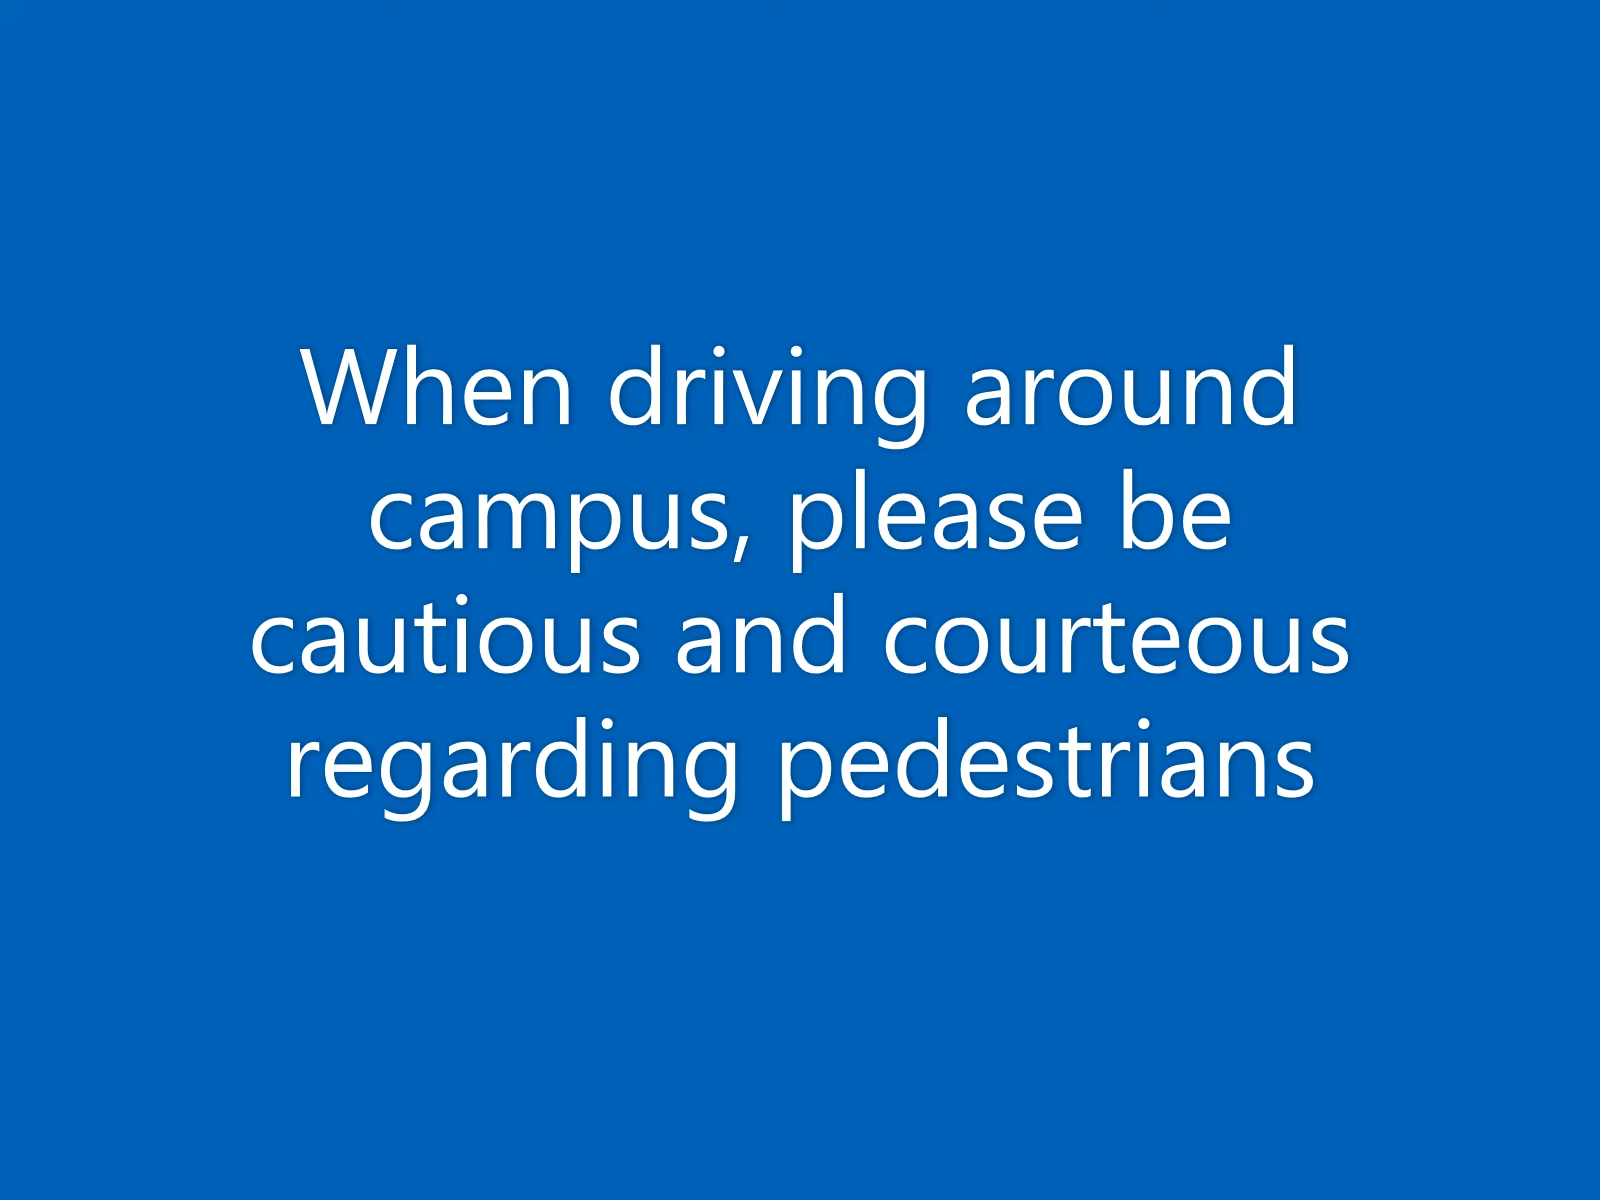 When driving around
campus, please be
cautious and courteous
regarding pedestrians